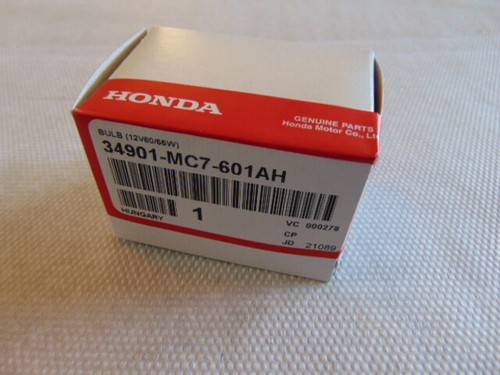 HONDA
GENUINE PARTS
Honda Motor Co., Lt
BULB (12V60/55W)
34901-MC7-601AH
HUNGARY
1
VC 000278
CP
JD 21089